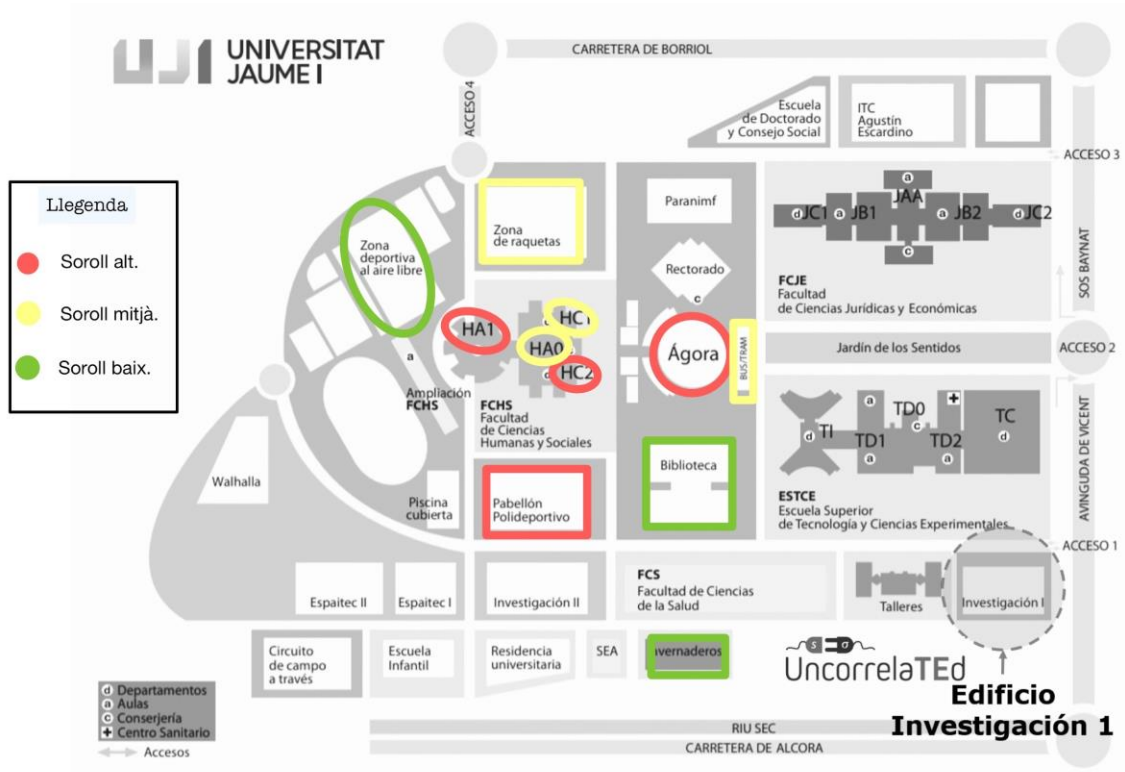 UNIVERSITAT
JAUME I
CARRETERA DE BORRIOL
ACCESO 4
Escuela
de Doctorado
y Consejo Social
ITC
Agustín
Escardino
ACCESO 3
Llegenda
Soroll alt.
Soroll mitjà.
Soroll baix.
Zona
deportiva
al aire libre
Zona
de raquetas
Paraninf
Rectorado
c
a
JAA
d JC1
a JB1
a JB2
d JC2
c
FCJE
Facultad
de Ciencias Jurídicas y Económicas
SOS BAYNAT
HA1
HC1
HA0
d HC2
a
Ampliación
FCHS
FCHS
Facultad
de Ciencias
Humanas y Sociales
Ágora
BUS/TRAM
Jardín de los Sentidos
ACCESO 2
TI
d
a
TD1
a
TD0
c
TD2
a
TC
d
ESTCE
Escuela Superior
de Tecnología y Ciencias Experimentales
AVINGUDA DE VICENT
Walhalla
Piscina
cubierta
Pabellón
Polideportivo
Biblioteca
ACCESO 1
Espaitec II
Espaitec I
Investigación II
FCS
Facultad de Ciencias
de la Salud
Talleres
Investigación I
Circuito
de campo
a través
Escuela
Infantil
Residencia
universitaria
SEA
vernaderos
s σ
UncorrelaTEd
Edificio
Investigación 1
d Departamentos
a Aulas
c Conserjería
+ Centro Sanitario
Accesos
RIU SEC
CARRETERA DE ALCORA